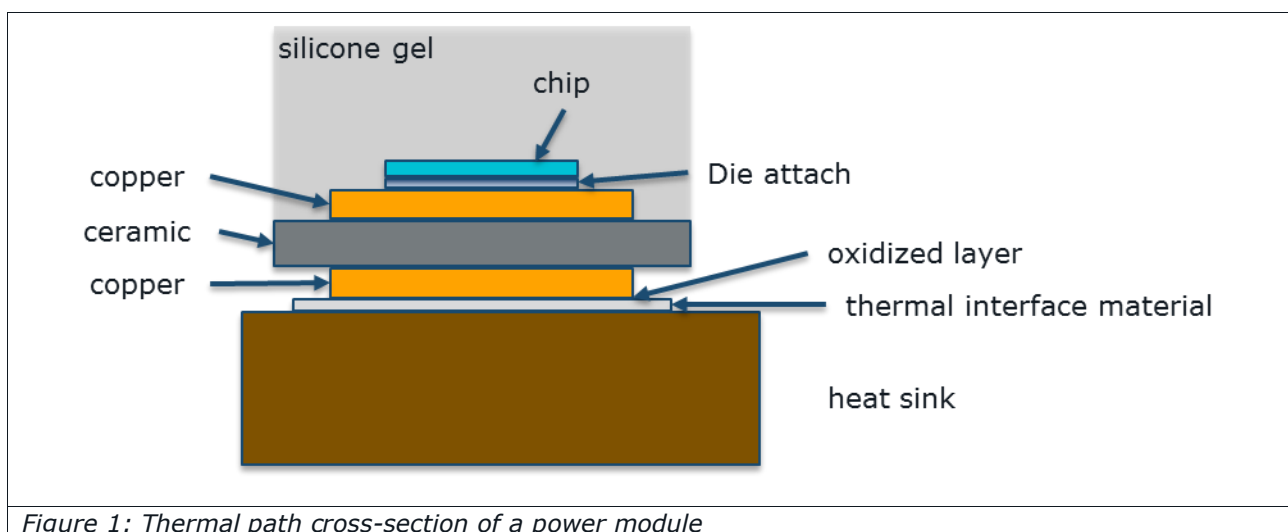 silicone gel
chip
copper
Die attach
ceramic
oxidized layer
copper
thermal interface material
heat sink
Figure 1: Thermal path cross-section of a power module